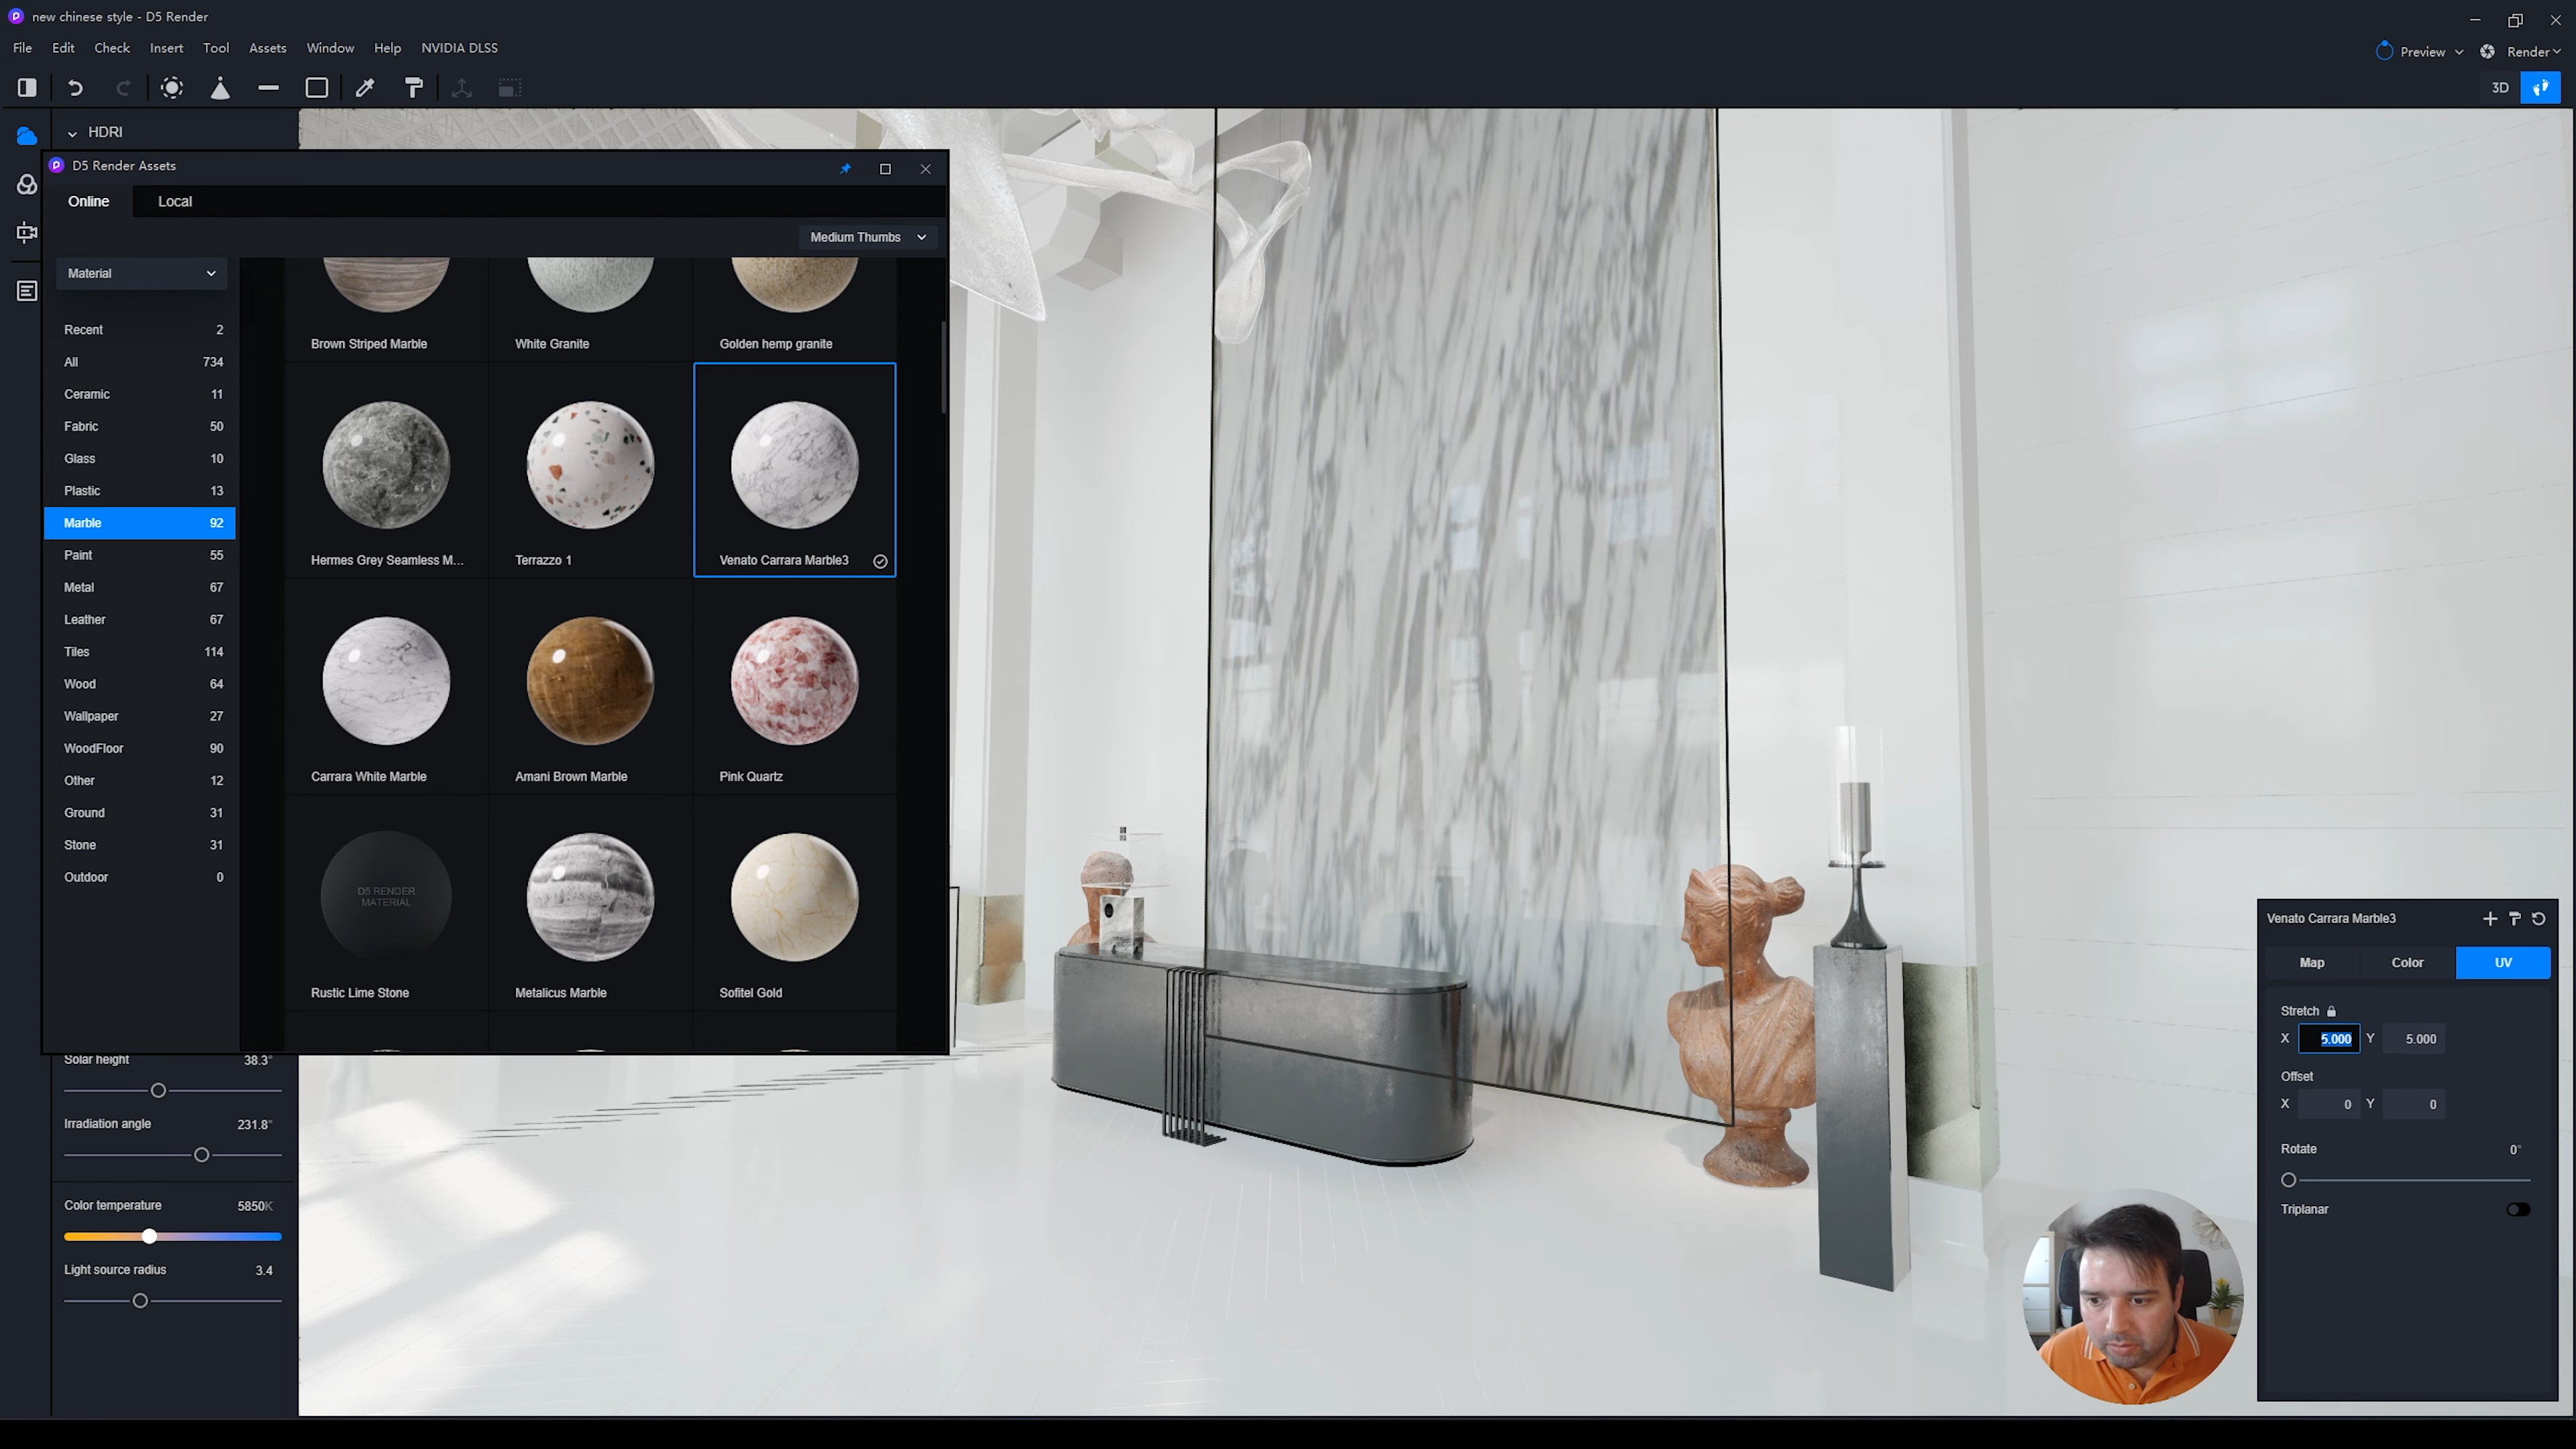 new chinese style - D5 Render
File Edit Check Insert Tool Assets Window Help NVIDIA DLSS
Preview Render
3D
HDRI
D5 Render Assets
Online Local
Medium Thumbs
Material
Recent 2
All 734
Ceramic 11
Fabric 50
Glass 10
Plastic 13
Marble 92
Paint 55
Metal 67
Leather 67
Tiles 114
Wood 64
Wallpaper 27
WoodFloor 90
Other 12
Ground 31
Stone 31
Outdoor 0
Brown Striped Marble White Granite Golden hemp granite
Hermes Grey Seamless M... Terrazzo 1 Venato Carrara Marble3
Carrara White Marble Amani Brown Marble Pink Quartz
D5 RENDER
MATERIAL
Rustic Lime Stone Metalicus Marble Sofitel Gold
Solar height 38.3°
Irradiation angle 231.8°
Color temperature 5850K
Light source radius 3.4
Venato Carrara Marble3
Map Color UV
Stretch
X 5.000 Y 5.000
Offset
X 0 Y 0
Rotate 0°
Triplanar